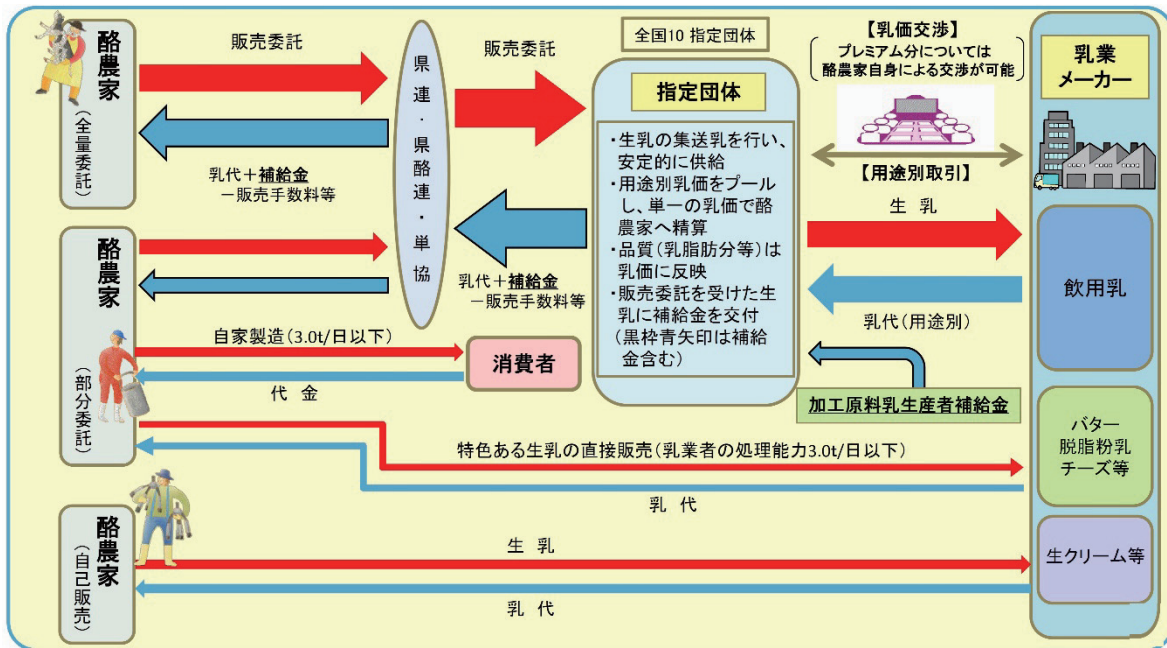 酪農家
(全量委託)
販売委託
乳代＋補給金
－販売手数料等
県連・県酪連・単協
販売委託
乳代＋補給金
－販売手数料等
全国10 指定団体
指定団体
・生乳の集送乳を行い、
安定的に供給
・用途別乳価をプール
し、単一の乳価で酪
農家へ精算
・品質(乳脂肪分等)は
乳価に反映
・販売委託を受けた生
乳に補給金を交付
(黒枠青矢印は補給
金含む)
【乳価交渉】
プレミアム分については
酪農家自身による交渉が可能
【用途別取引】
生 乳
乳代(用途別)
加工原料乳生産者補給金
乳業
メーカー
飲用乳
バター
脱脂粉乳
チーズ等
生クリーム等
酪農家
(部分委託)
自家製造(3.0t/日以下)
代 金
消費者
特色ある生乳の直接販売(乳業者の処理能力3.0t/日以下)
乳 代
酪農家
(自己販売)
生 乳
乳 代